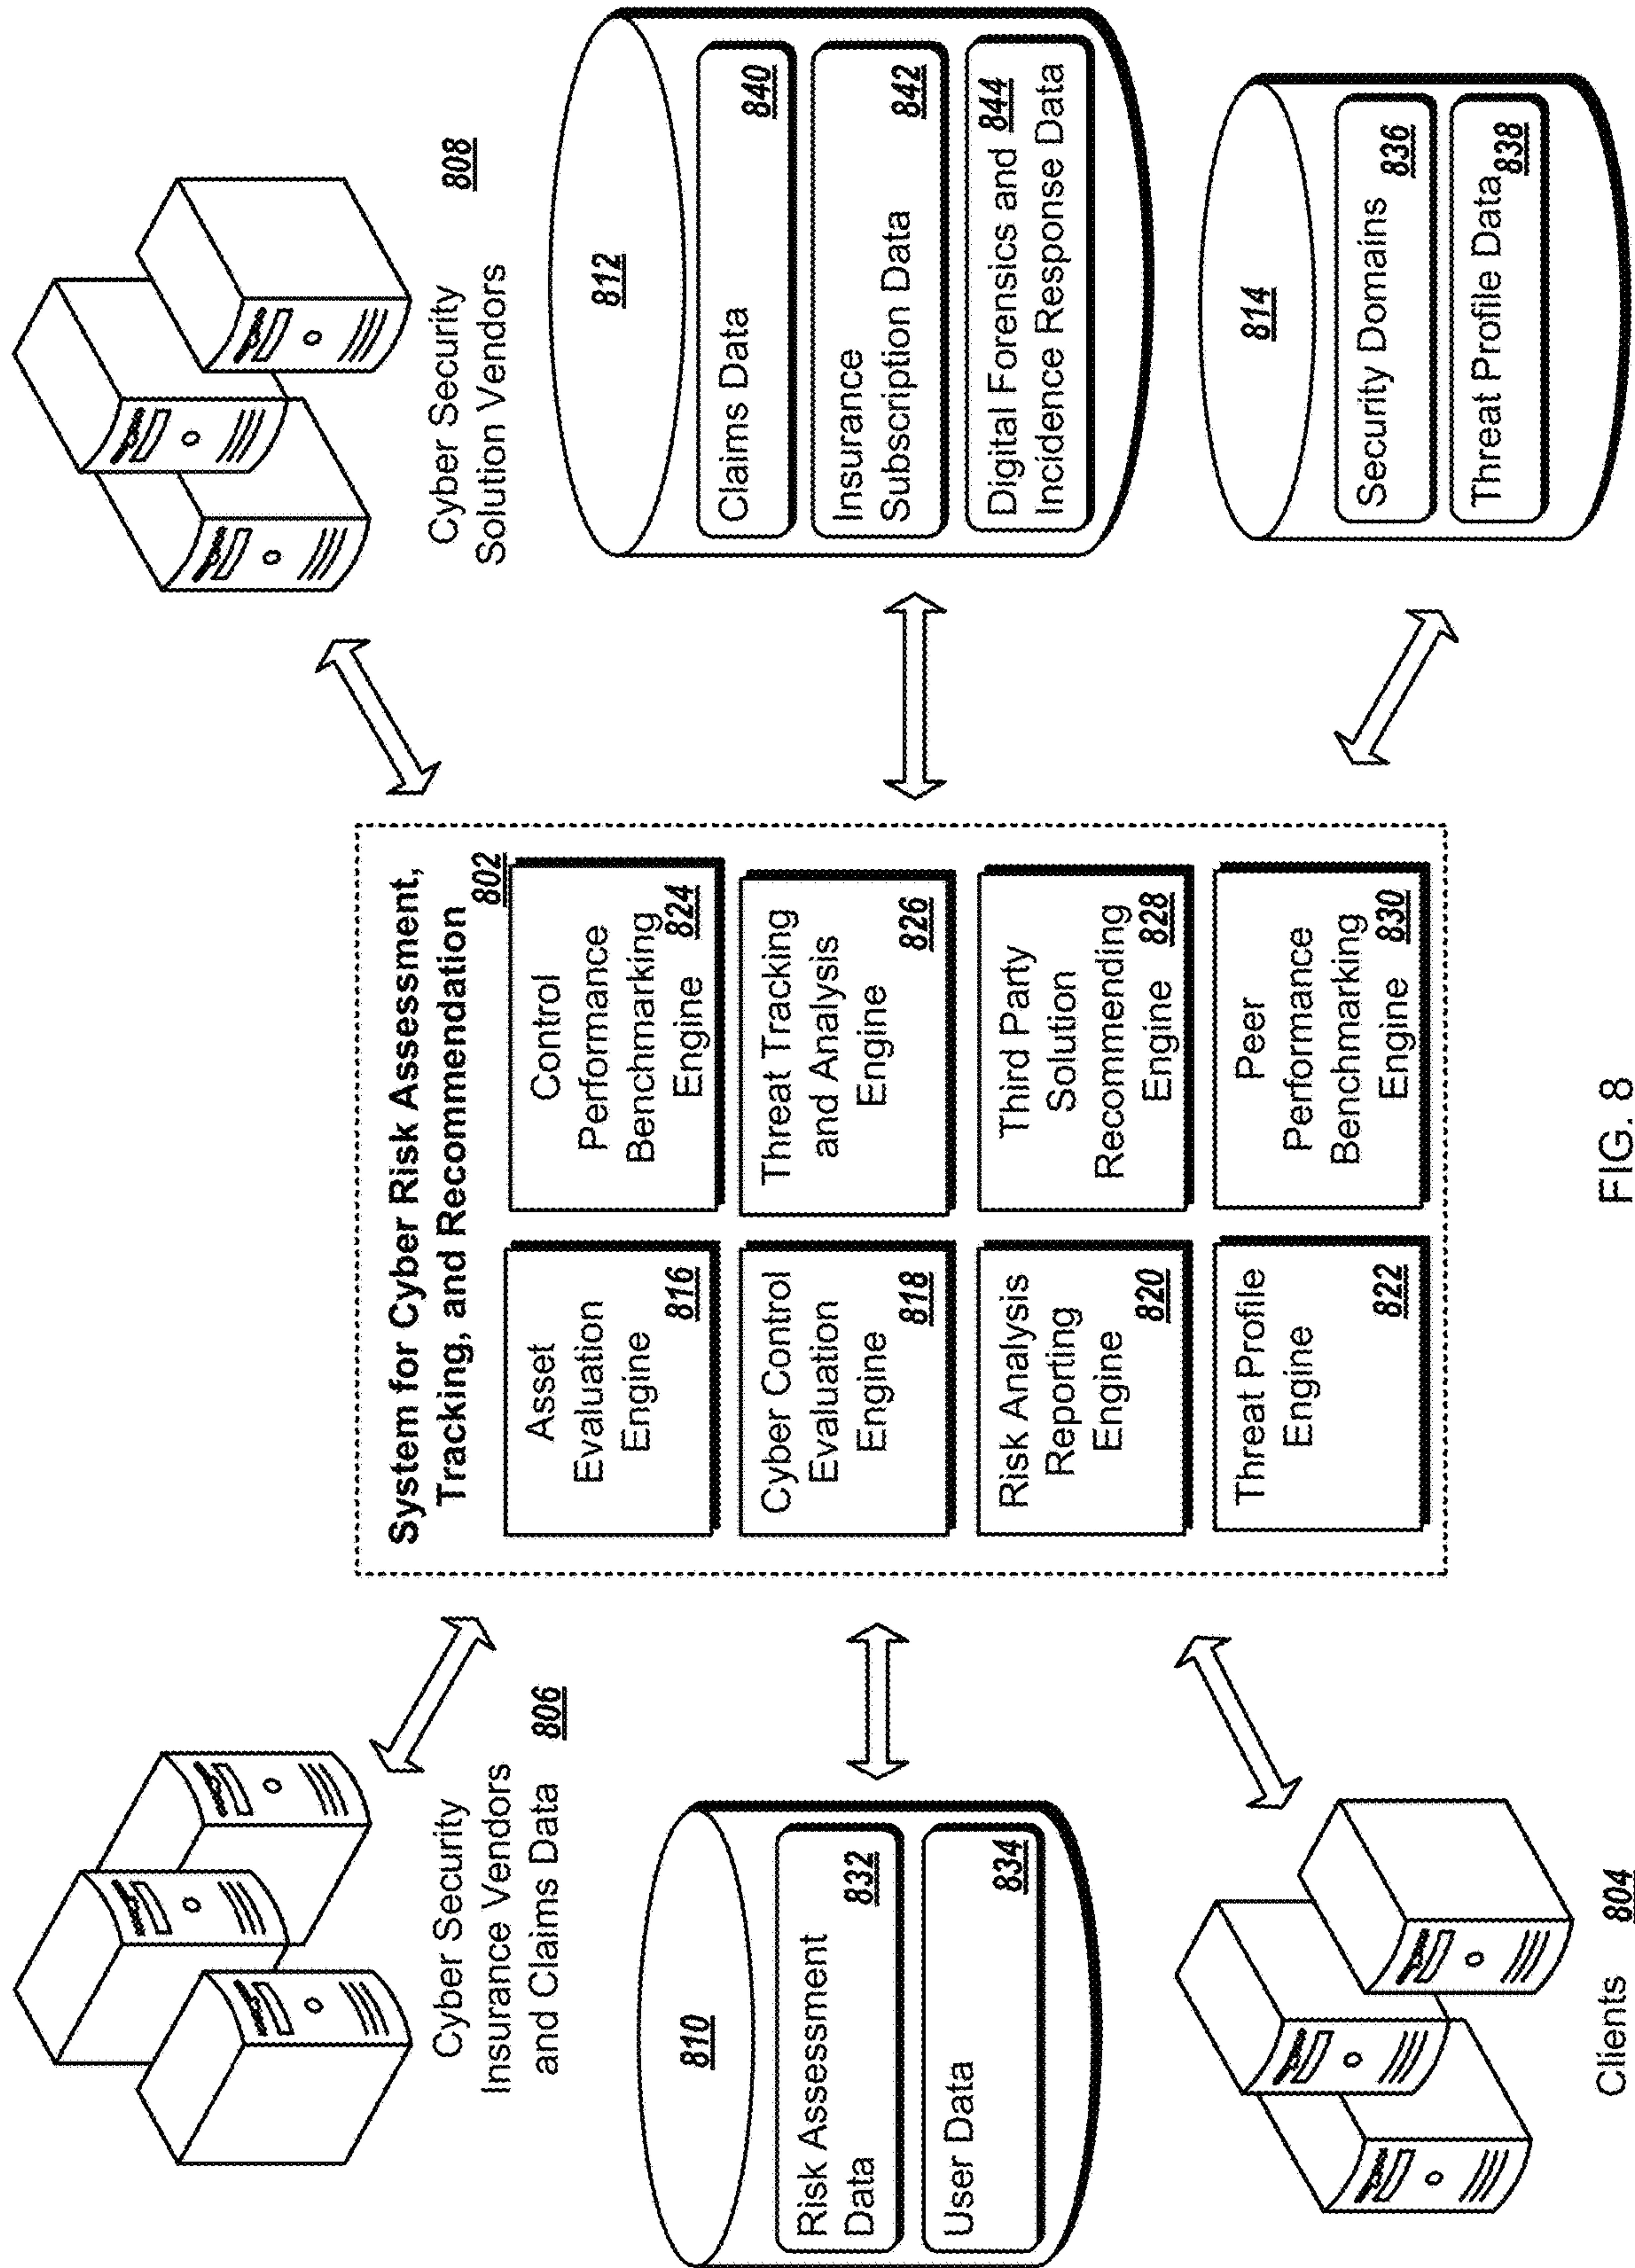 Cyber Security
Insurance Vendors
and Claims Data
806
810
Risk Assessment
Data
832
User Data
834
Clients
804
System for Cyber Risk Assessment,
Tracking, and Recommendation
802
Asset
Evaluation
Engine
816
Cyber Control
Evaluation
Engine
818
Risk Analysis
Reporting
Engine
820
Threat Profile
Engine
822
Control
Performance
Benchmarking
Engine 824
Threat Tracking
and Analysis
Engine
826
Third Party
Solution
Recommending
Engine 828
Peer
Performance
Benchmarking
Engine 830
Cyber Security
Solution Vendors
808
812
Claims Data
840
Insurance
Subscription Data
842
Digital Forensics and 844
Incidence Response Data
814
Security Domains
836
Threat Profile Data
838
FIG. 8